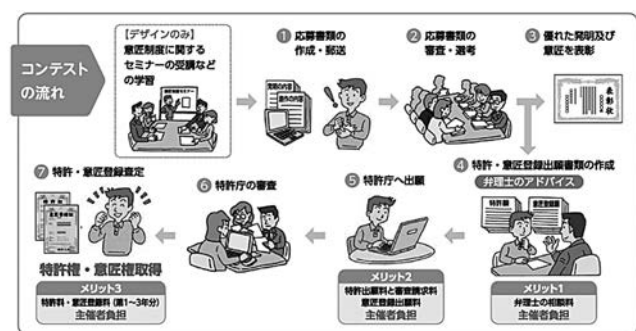 コンテスト
の流れ
【デザインのみ】
意匠制度に関する
セミナーの受講など
の学習
① 応募書類の
作成・郵送
② 応募書類の
審査・選考
③ 優れた発明及び
意匠を表彰
表彰状
④ 特許・意匠登録出願書類の作成
弁理士のアドバイス
特許願
意匠登録願
メリット1
弁理士の相談料
主催者負担
⑤ 特許庁へ出願
メリット2
特許出願料と審査請求料
意匠登録出願料
主催者負担
⑥ 特許庁の審査
⑦ 特許・意匠登録査定
特許権・意匠権取得
メリット3
特許料・意匠登録料（第1〜3年分）
主催者負担